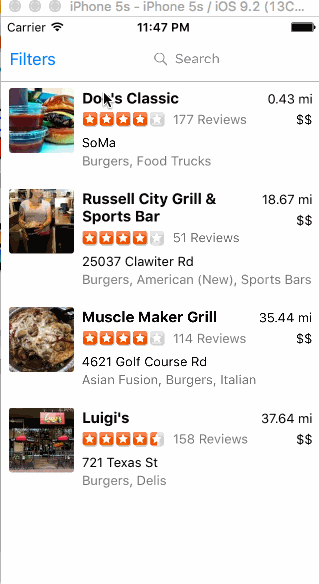 iPhone 5s - iPhone 5s / iOS 9.2 (13C...
Carrier 11:47 PM
Filters Search
Classic 0.43 mi
177 Reviews $$
SoMa
Burgers, Food Trucks
Russell City Grill & 18.67 mi
Sports Bar $$
51 Reviews
25037 Clawiter Rd
Burgers, American (New), Sports Bars
Muscle Maker Grill 35.44 mi
114 Reviews $$
4621 Golf Course Rd
Asian Fusion, Burgers, Italian
Luigi's 37.64 mi
158 Reviews $$
721 Texas St
Burgers, Delis